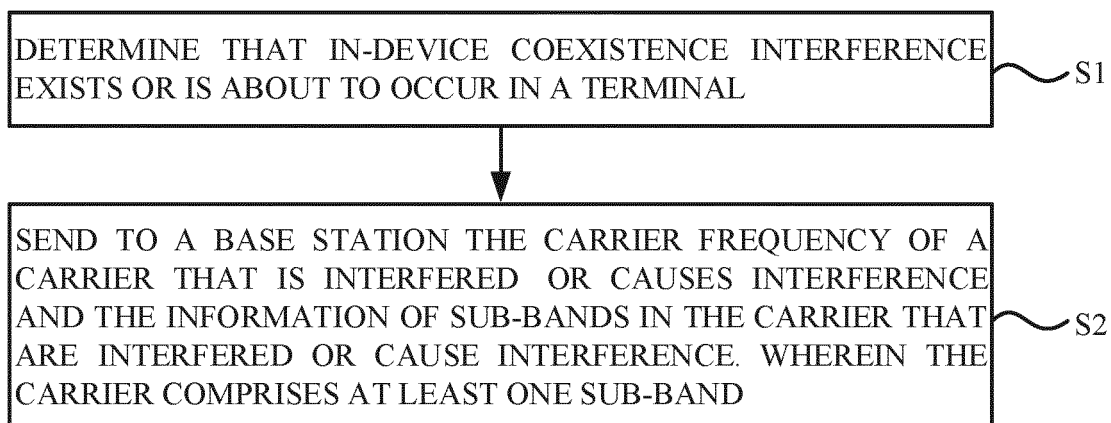 DETERMINE THAT IN-DEVICE COEXISTENCE INTERFERENCE
EXISTS OR IS ABOUT TO OCCUR IN A TERMINAL
S1
SEND TO A BASE STATION THE CARRIER FREQUENCY OF A
CARRIER THAT IS INTERFERED OR CAUSES INTERFERENCE
AND THE INFORMATION OF SUB-BANDS IN THE CARRIER THAT
ARE INTERFERED OR CAUSE INTERFERENCE. WHEREIN THE
CARRIER COMPRISES AT LEAST ONE SUB-BAND
S2